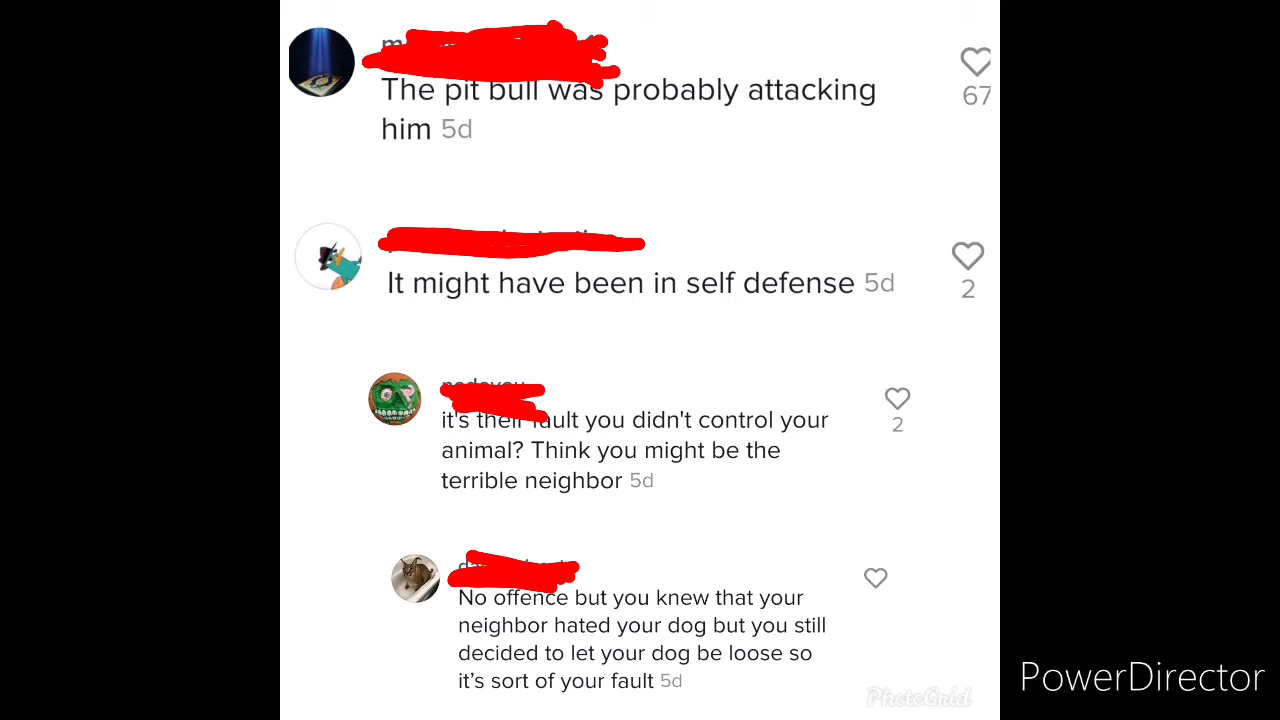 The pit bull was probably attacking
him 5d
67
It might have been in self defense 5d
2
it's their fault you didn't control your
animal? Think you might be the
terrible neighbor 5d
2
No offence but you knew that your
neighbor hated your dog but you still
decided to let your dog be loose so
it's sort of your fault 5d
PhotoGrid
PowerDirector